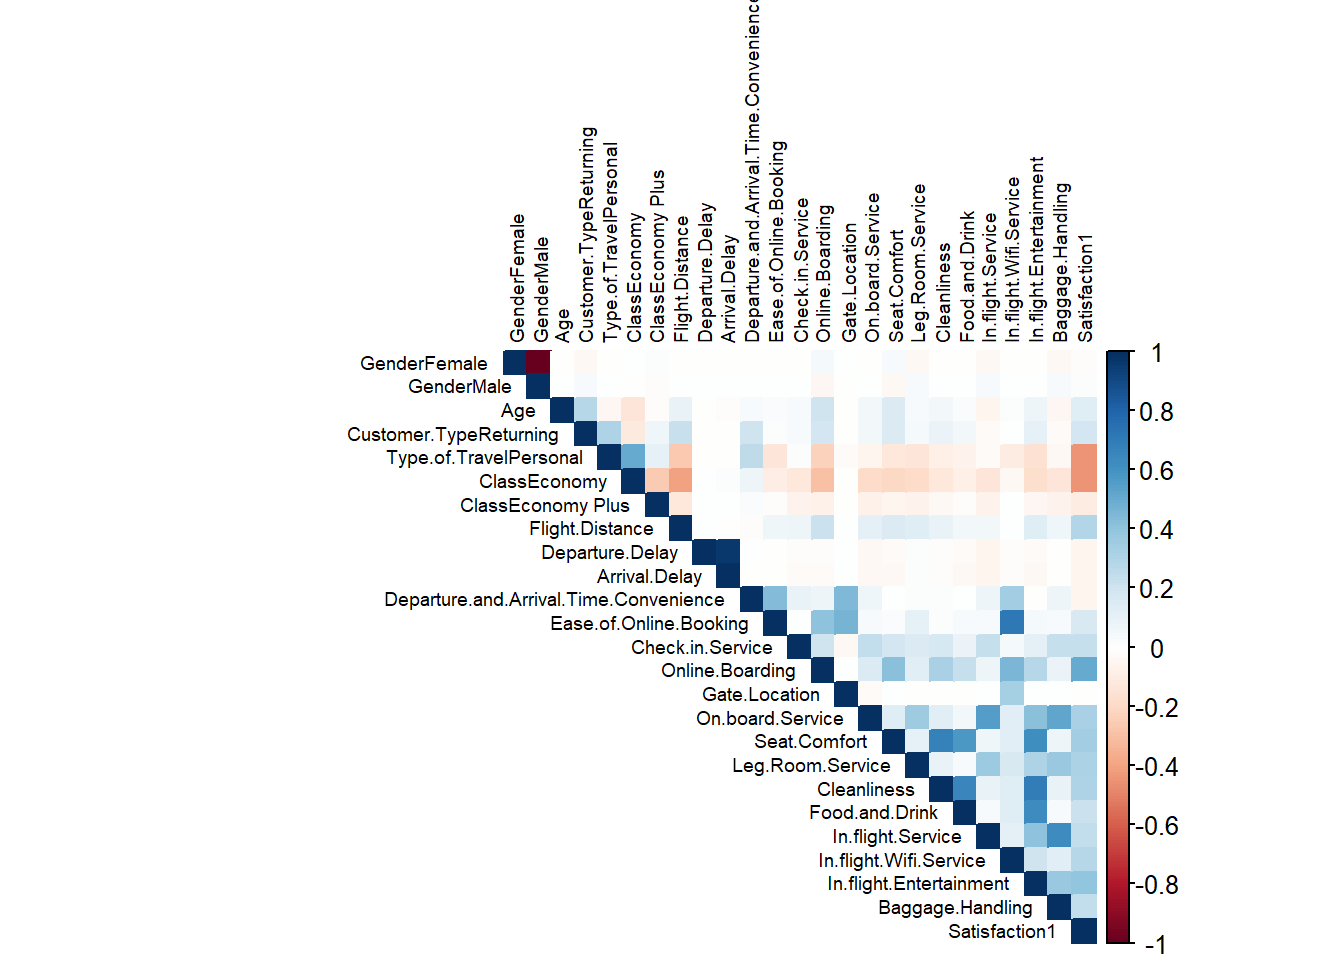 GenderFemale
GenderMale
Age
Customer.TypeReturning
Type.of.TravelPersonal
ClassEconomy
ClassEconomy Plus
Flight.Distance
Departure.Delay
Arrival.Delay
Departure.and.Arrival.Time.Convenience
Ease.of.Online.Booking
Check.in.Service
Online.Boarding
Gate.Location
On.board.Service
Seat.Comfort
Leg.Room.Service
Cleanliness
Food.and.Drink
In.flight.Service
In.flight.Wifi.Service
In.flight.Entertainment
Baggage.Handling
Satisfaction1
GenderFemale
GenderMale
Age
Customer.TypeReturning
Type.of.TravelPersonal
ClassEconomy
ClassEconomy Plus
Flight.Distance
Departure.Delay
Arrival.Delay
Departure.and.Arrival.Time.Convenience
Ease.of.Online.Booking
Check.in.Service
Online.Boarding
Gate.Location
On.board.Service
Seat.Comfort
Leg.Room.Service
Cleanliness
Food.and.Drink
In.flight.Service
In.flight.Wifi.Service
In.flight.Entertainment
Baggage.Handling
Satisfaction1
1
0.8
0.6
0.4
0.2
0
-0.2
-0.4
-0.6
-0.8
-1